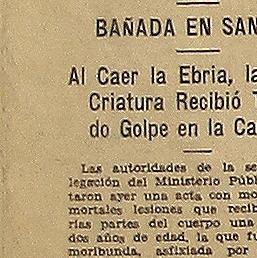 BAÑADA EN SAN
Al Caer la Ebria, la
Criatura Recibió T
do Golpe en la Ca
Las autoridades de la se
legación del Ministerio Públ
taron ayer una acta con mo
mortales lesiones que recib
rias partes del cuerpo una
dos años de edad, la que fu
moribunda, asfixiada por